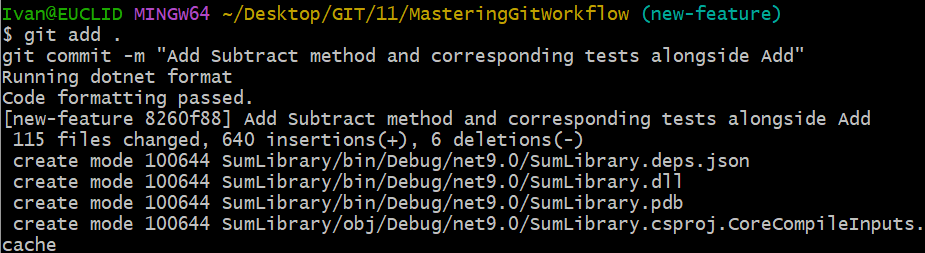 Ivan@EUCLID MINGW64 ~/Desktop/GIT/11/MasteringGitWorkflow (new-feature)
$ git add .
git commit -m "Add Subtract method and corresponding tests alongside Add"
Running dotnet format
Code formatting passed.
[new-feature 8260f88] Add Subtract method and corresponding tests alongside Add
 115 files changed, 640 insertions(+), 6 deletions(-)
 create mode 100644 SumLibrary/bin/Debug/net9.0/SumLibrary.deps.json
 create mode 100644 SumLibrary/bin/Debug/net9.0/SumLibrary.dll
 create mode 100644 SumLibrary/bin/Debug/net9.0/SumLibrary.pdb
 create mode 100644 SumLibrary/obj/Debug/net9.0/SumLibrary.csproj.CoreCompileInputs.
cache